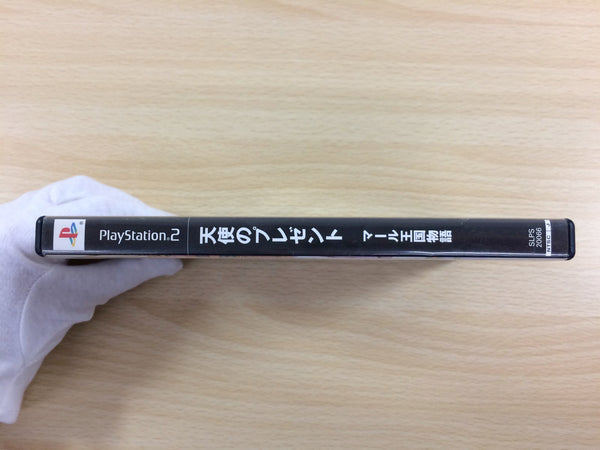 PlayStation 2
天使のプレゼント マール王国物語
SLPS
20066
NTSC J